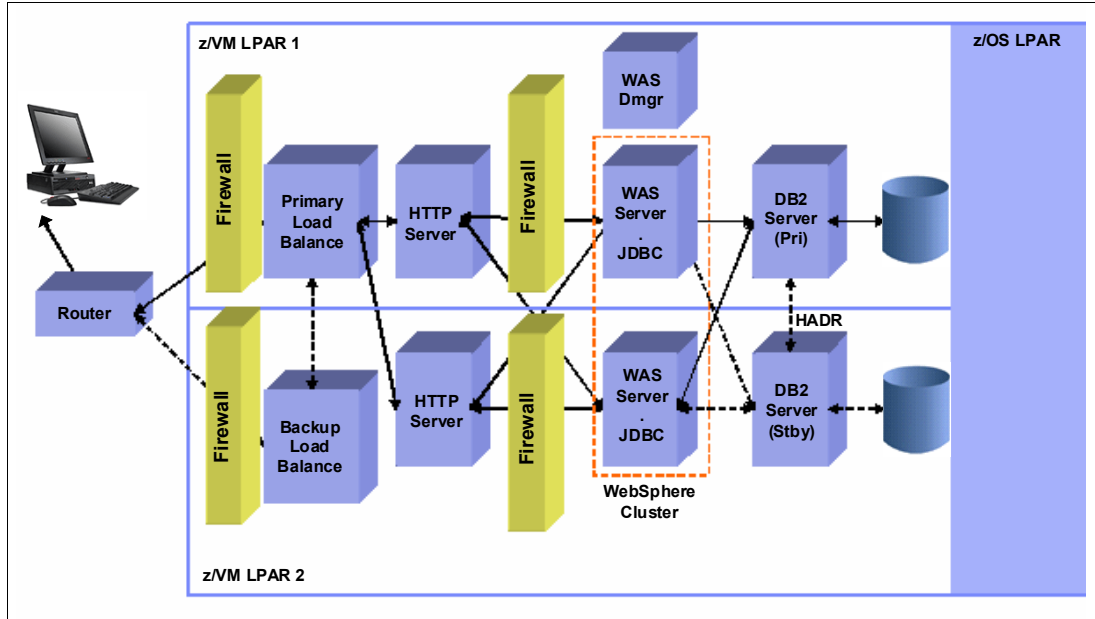 z/VM LPAR 1
z/OS LPAR
WAS
Dmgr
Firewall
Primary
Load
Balance
HTTP
Server
Firewall
WAS
Server
.
JDBC
DB2
Server
(Pri)
Router
HADR
Firewall
Backup
Load
Balance
HTTP
Server
Firewall
WAS
Server
.
JDBC
DB2
Server
(Stby)
WebSphere
Cluster
z/VM LPAR 2